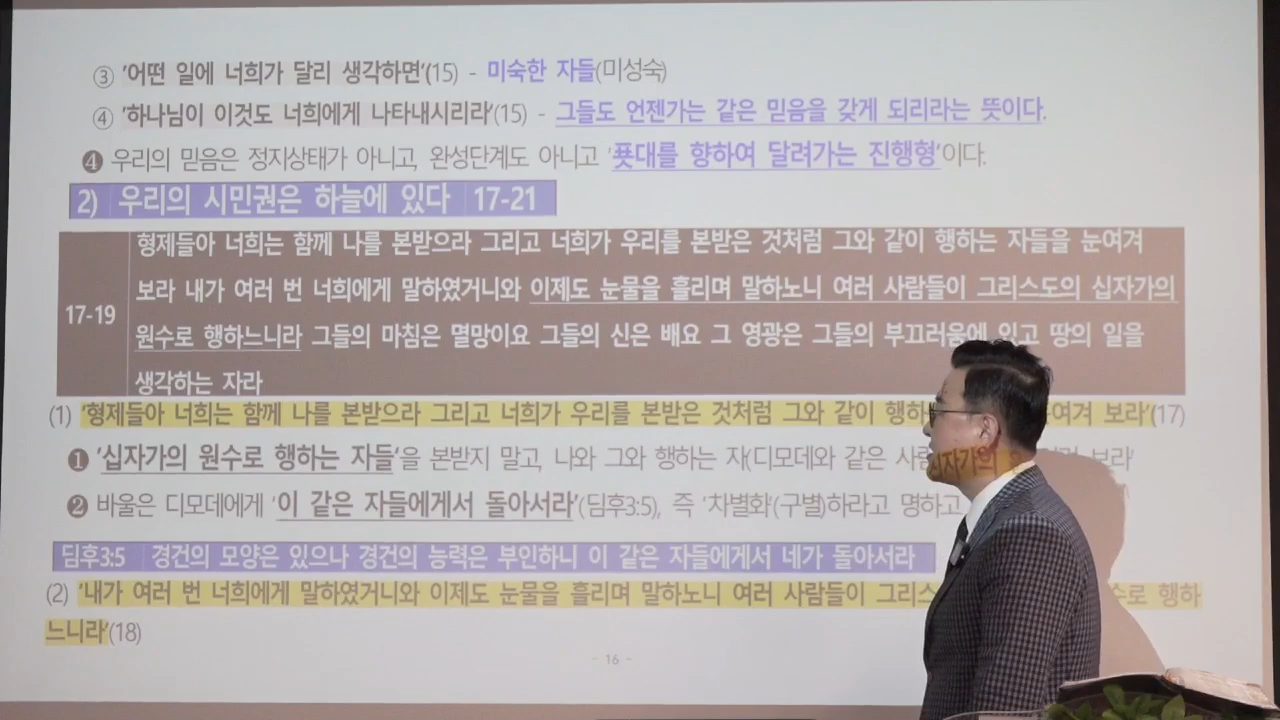 ③ '어떤 일에 너희가 달리 생각하면'(15) - 미숙한 자들(미성숙)
④ '하나님이 이것도 너희에게 나타내시리라'(15) - 그들도 언젠가는 같은 믿음을 갖게 되리라는 뜻이다.
❹ 우리의 믿음은 정지상태가 아니고, 완성단계도 아니고 '푯대를 향하여 달려가는 진행형'이다.
2) 우리의 시민권은 하늘에 있다 17-21
형제들아 너희는 함께 나를 본받으라 그리고 너희가 우리를 본받은 것처럼 그와 같이 행하는 자들을 눈여겨
보라 내가 여러 번 너희에게 말하였거니와 이제도 눈물을 흘리며 말하노니 여러 사람들이 그리스도의 십자가의
17-19
원수로 행하느니라 그들의 마침은 멸망이요 그들의 신은 배요 그 영광은 그들의 부끄러움에 있고 땅의 일을
생각하는 자라
(1) '형제들아 너희는 함께 나를 본받으라 그리고 너희가 우리를 본받은 것처럼 그와 같이 행하 여겨 보라'(17)
❶ '십자가의 원수로 행하는 자들'을 본받지 말고, 나와 그와 행하는 자(디모데와 같은 보라'
❷ 바울은 디모데에게 '이 같은 자들에게서 돌아서라'(딤후3:5), 즉 '차별화'(구별)하라고 명하고
딤후3:5 경건의 모양은 있으나 경건의 능력은 부인하니 이 같은 자들에게서 네가 돌아서라
(2) '내가 여러 번 너희에게 말하였거니와 이제도 눈물을 흘리며 말하노니 여러 사람들이 그리스 수로 행하
느니라'(18)
- 16 -